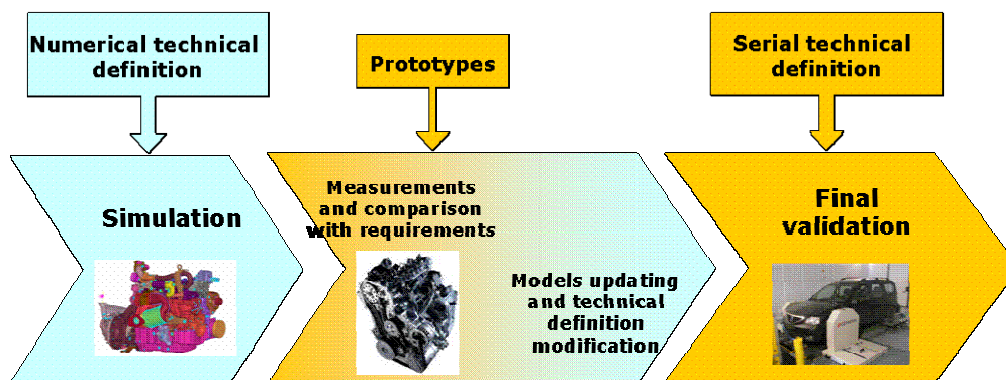 Numerical technical
definition
Prototypes
Serial technical
definition
Simulation
Measurements
and comparison
with requirements
Models updating
and technical
definition
modification
Final
validation